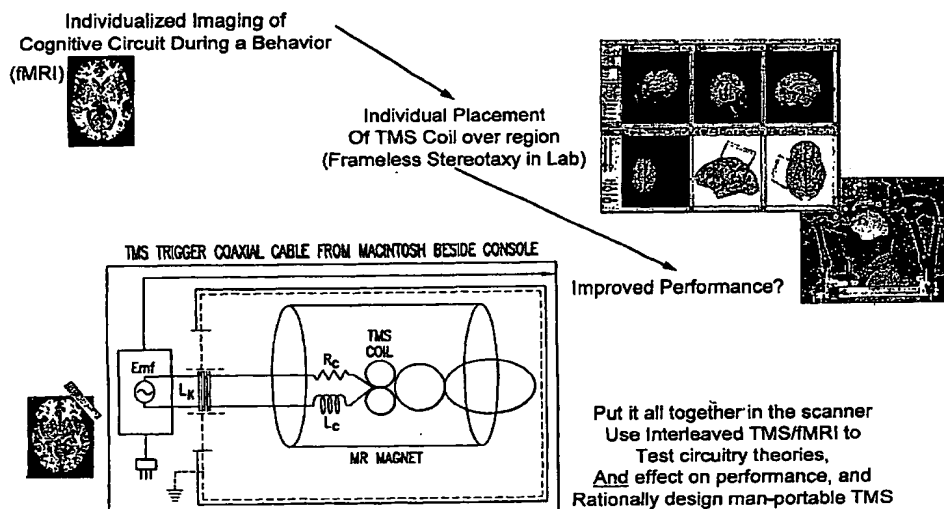 Individualized Imaging of
Cognitive Circuit During a Behavior
(fMRI)
Individual Placement
Of TMS Coil over region
(Frameless Stereotaxy in Lab)
Improved Performance?
TMS TRIGGER COAXIAL CABLE FROM MACINTOSH BESIDE CONSOLE
TMS
COIL
Emf
LK
RC
LC
MR MAGNET
Put it all together in the scanner
Use Interleaved TMS/fMRI to
Test circuitry theories,
And effect on performance, and
Rationally design man-portable TMS